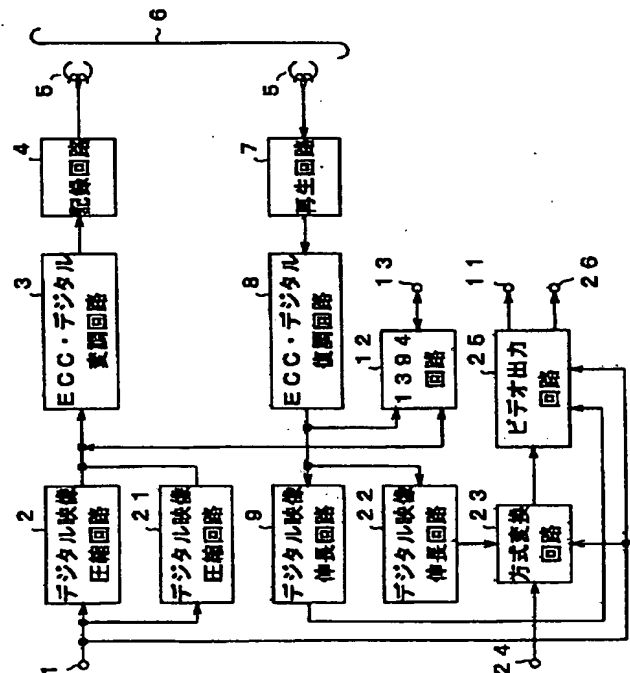 1
2
デジタル映像
圧縮回路
21
デジタル映像
圧縮回路
3
ECC・デジタル
変調回路
4
記録回路
5
6
5
7
再生回路
8
ECC・デジタル
復調回路
9
デジタル映像
伸長回路
22
デジタル映像
伸長回路
12
1394
回路
13
23
方式変換
回路
24
25
ビデオ出力
回路
11
26